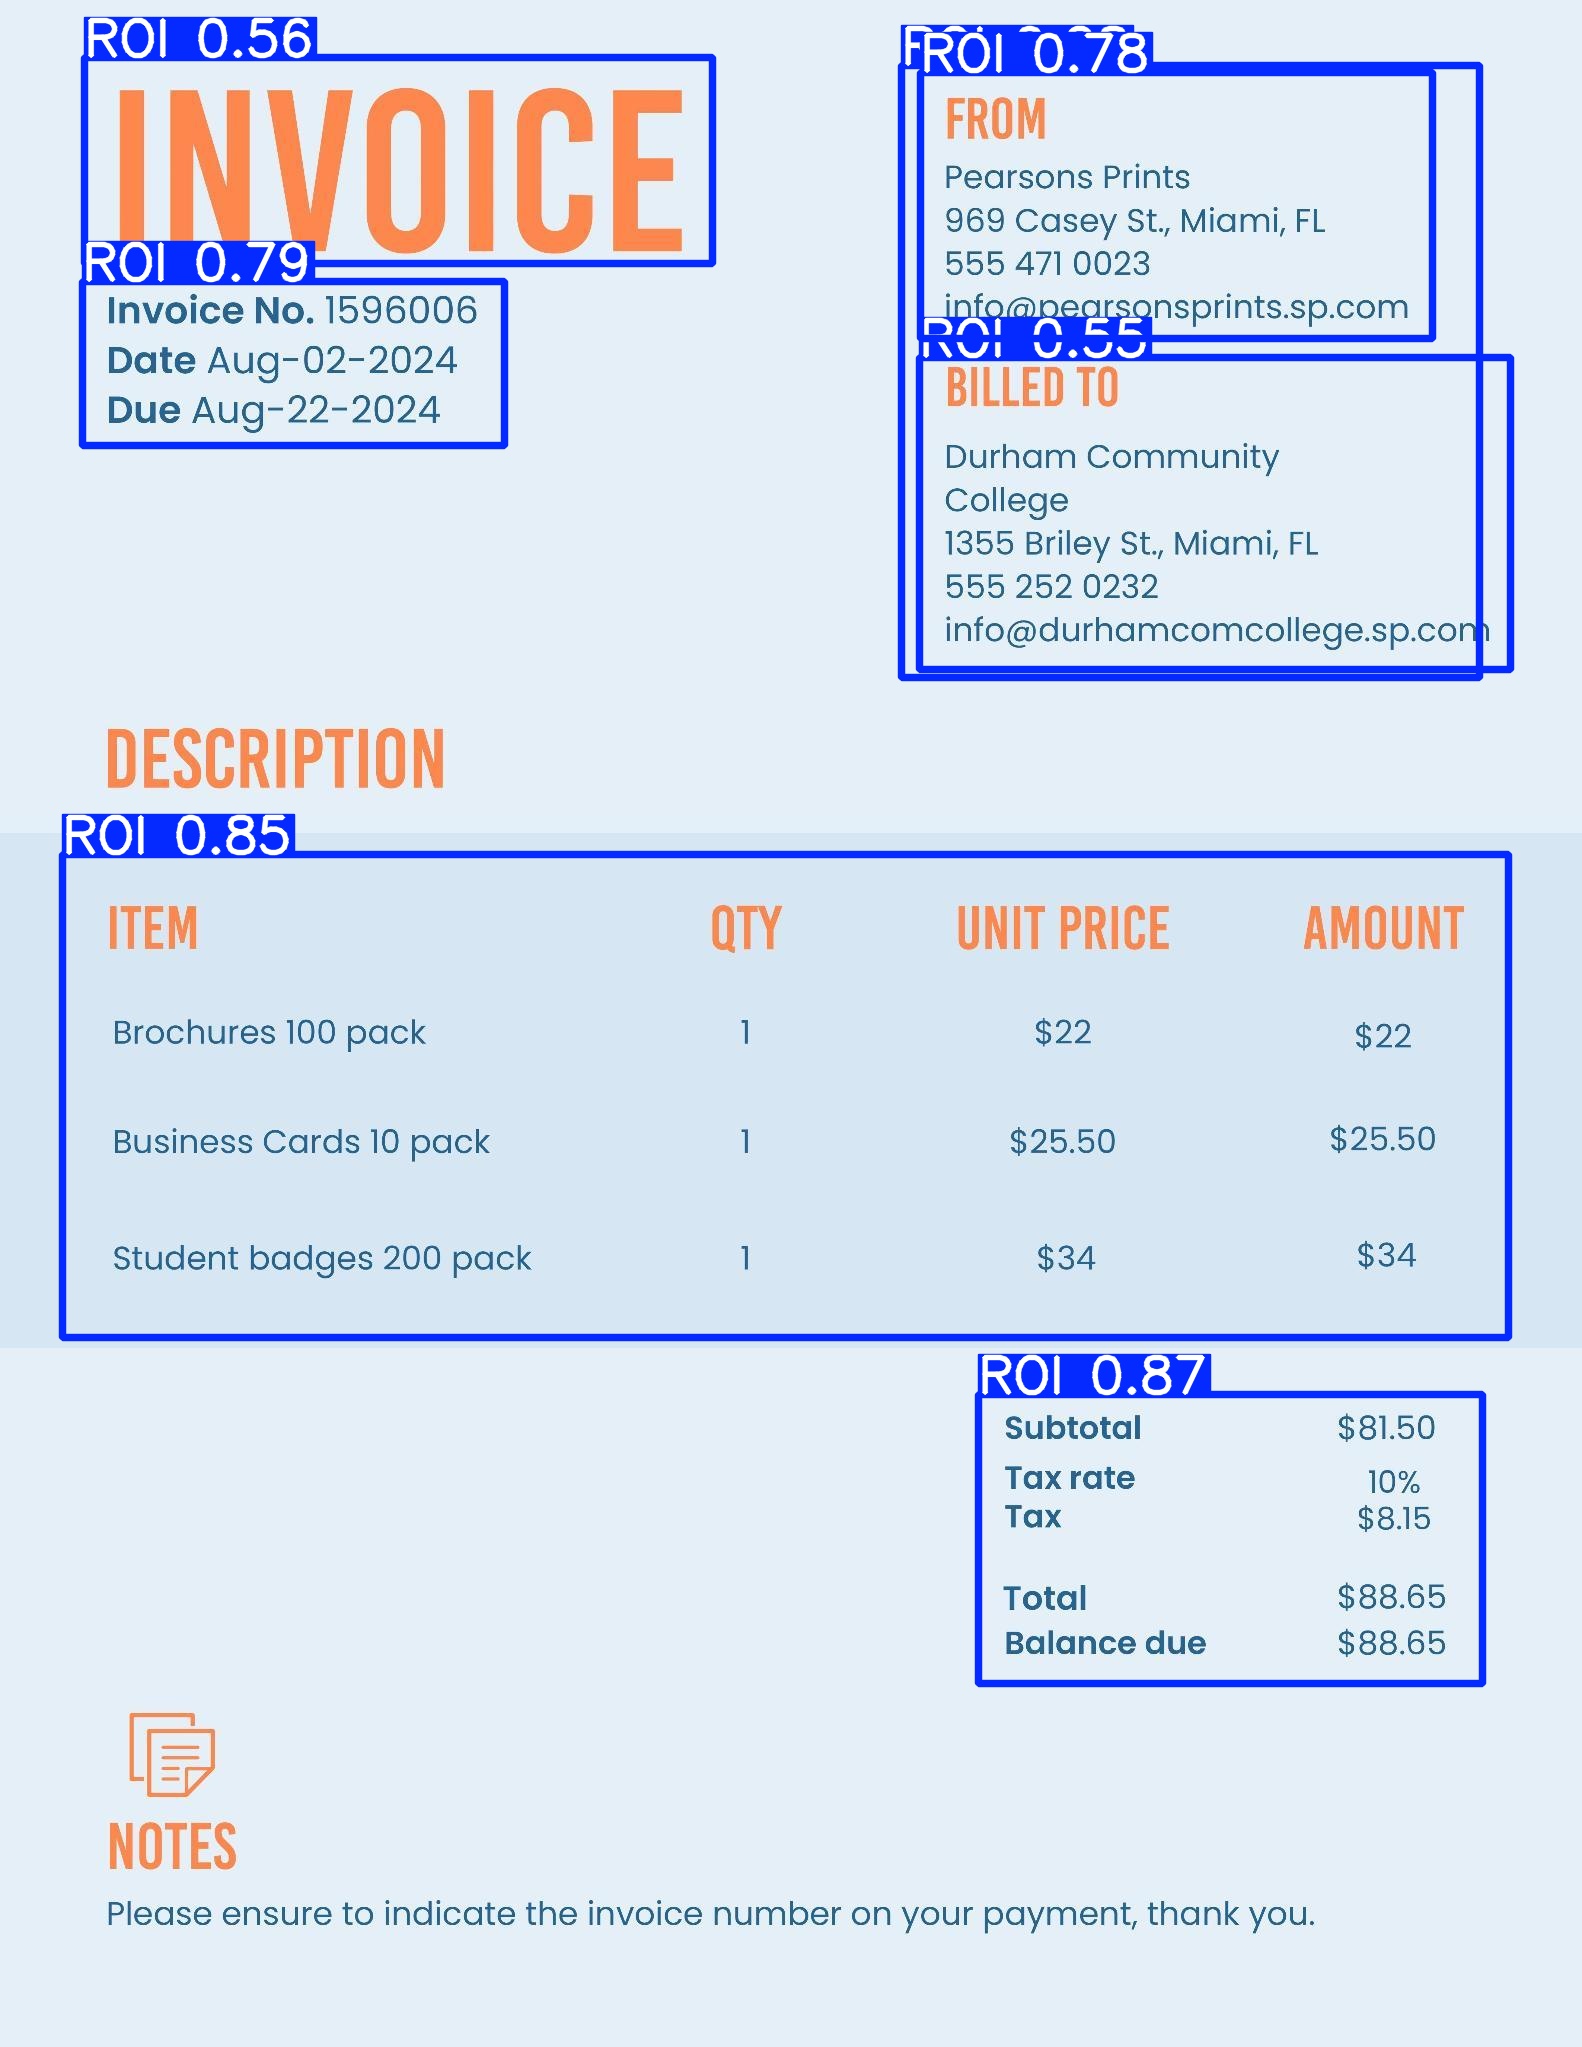 ROI 0.56
INVOICE
ROI 0.79
Invoice No. 1596006
Date Aug-02-2024
Due Aug-22-2024
ROI 0.78
FROM
Pearsons Prints
969 Casey St., Miami, FL
555 471 0023
info@pearsonsprints.sp.com
ROI 0.55
BILLED TO
Durham Community
College
1355 Briley St., Miami, FL
555 252 0232
info@durhamcomcollege.sp.com
DESCRIPTION
ROI 0.85
ITEM QTY UNIT PRICE AMOUNT
Brochures 100 pack 1 $22 $22
Business Cards 10 pack 1 $25.50 $25.50
Student badges 200 pack 1 $34 $34
ROI 0.87
Subtotal $81.50
Tax rate 10%
Tax $8.15
Total $88.65
Balance due $88.65
NOTES
Please ensure to indicate the invoice number on your payment, thank you.